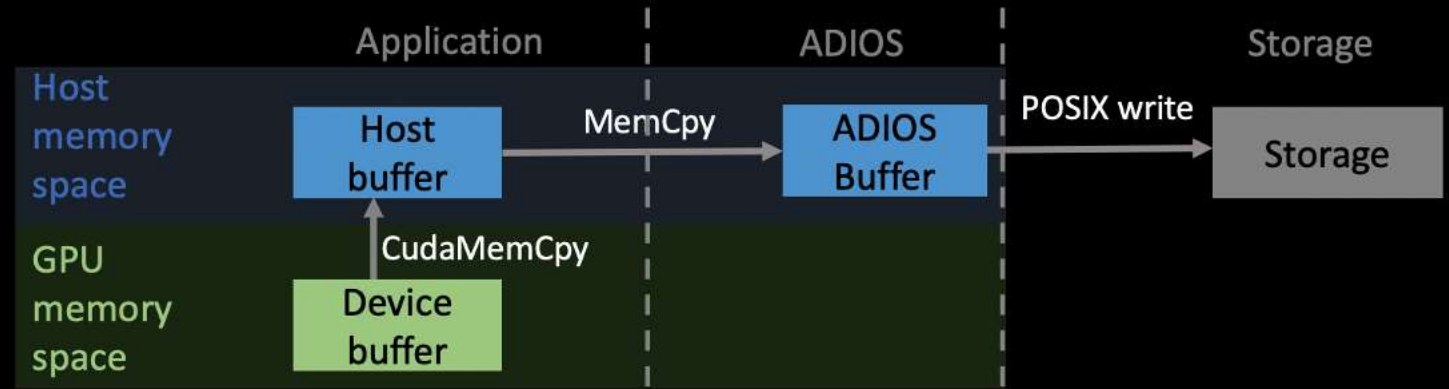 Application
ADIOS
Storage
Host
memory
space
Host
buffer
MemCpy
ADIOS
Buffer
POSIX write
Storage
GPU
memory
space
CudaMemCpy
Device
buffer